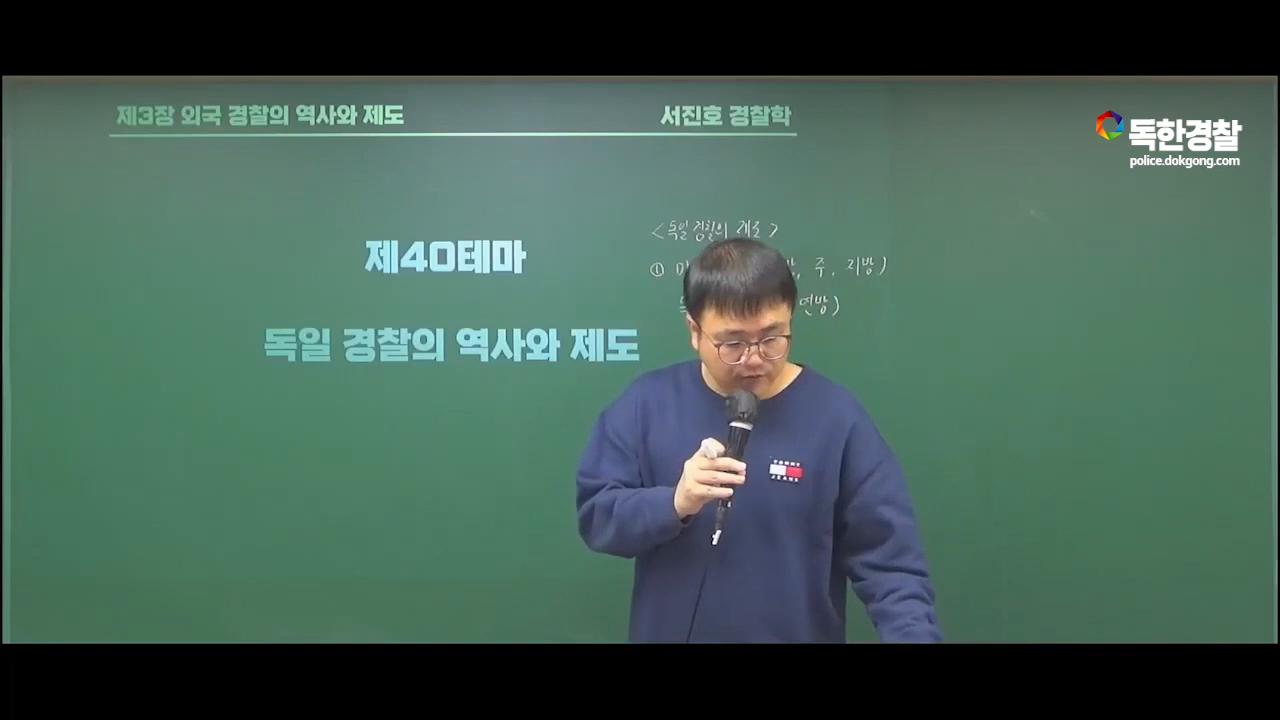 제3장 외국 경찰의 역사와 제도
서진호 경찰학
독한경찰
police.dokgong.com
제40테마
독일 경찰의 역사와 제도
<독일 경찰의 제도>
① 주, 지방)
연방)
TOMMY
JEANS